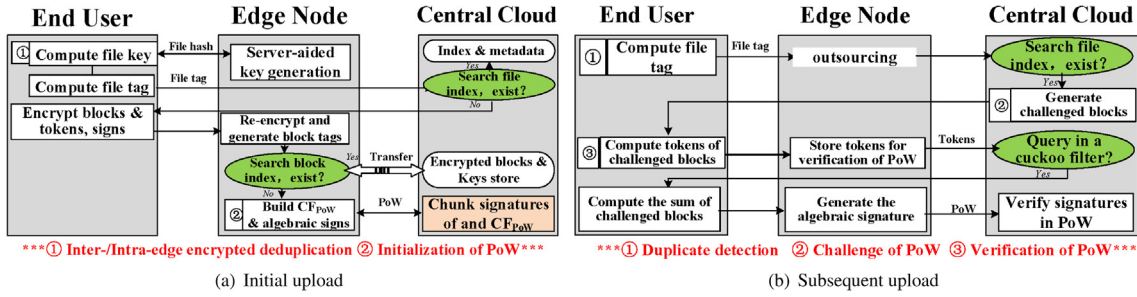 End User
Edge Node
Central Cloud
① Compute file key
File hash
Server-aided
key generation
Index & metadata
Yes
Search file
index, exist?
No
File tag
Compute file tag
Encrypt blocks &
tokens, signs
Re-encrypt and
generate block tags
Search block
index, exist?
Yes
Transfer
Encrypted blocks &
Keys store
No
② Build CFPoW
& algebraic signs
PoW
Chunk signatures
of and CFPoW
***① Inter-/Intra-edge encrypted deduplication ② Initialization of PoW***
(a) Initial upload
End User
Edge Node
Central Cloud
① Compute file
tag
File tag
outsourcing
Search file
index, exist?
Yes
② Generate
challenged blocks
③ Compute tokens of
challenged blocks
Store tokens for
verification of PoW
Tokens
Query in a
cuckoo filter?
Yes
Compute the sum of
challenged blocks
Generate the
algebraic signature
PoW
Verify signatures
in PoW
***① Duplicate detection ② Challenge of PoW ③ Verification of PoW***
(b) Subsequent upload